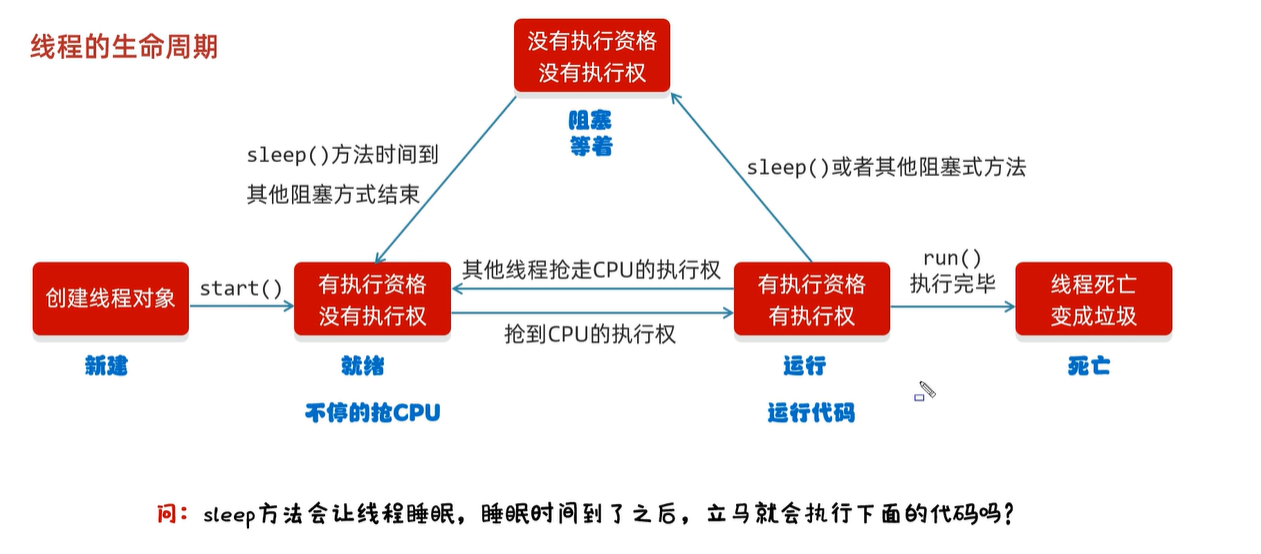 线程的生命周期
没有执行资格
没有执行权
阻塞
等着
sleep()方法时间到
其他阻塞方式结束
sleep()或者其他阻塞式方法
创建线程对象
新建
start()
有执行资格
没有执行权
就绪
不停的抢CPU
其他线程抢走CPU的执行权
抢到CPU的执行权
有执行资格
有执行权
运行
运行代码
run()
执行完毕
线程死亡
变成垃圾
死亡
问：sleep方法会让线程睡眠，睡眠时间到了之后，立马就会执行下面的代码吗？